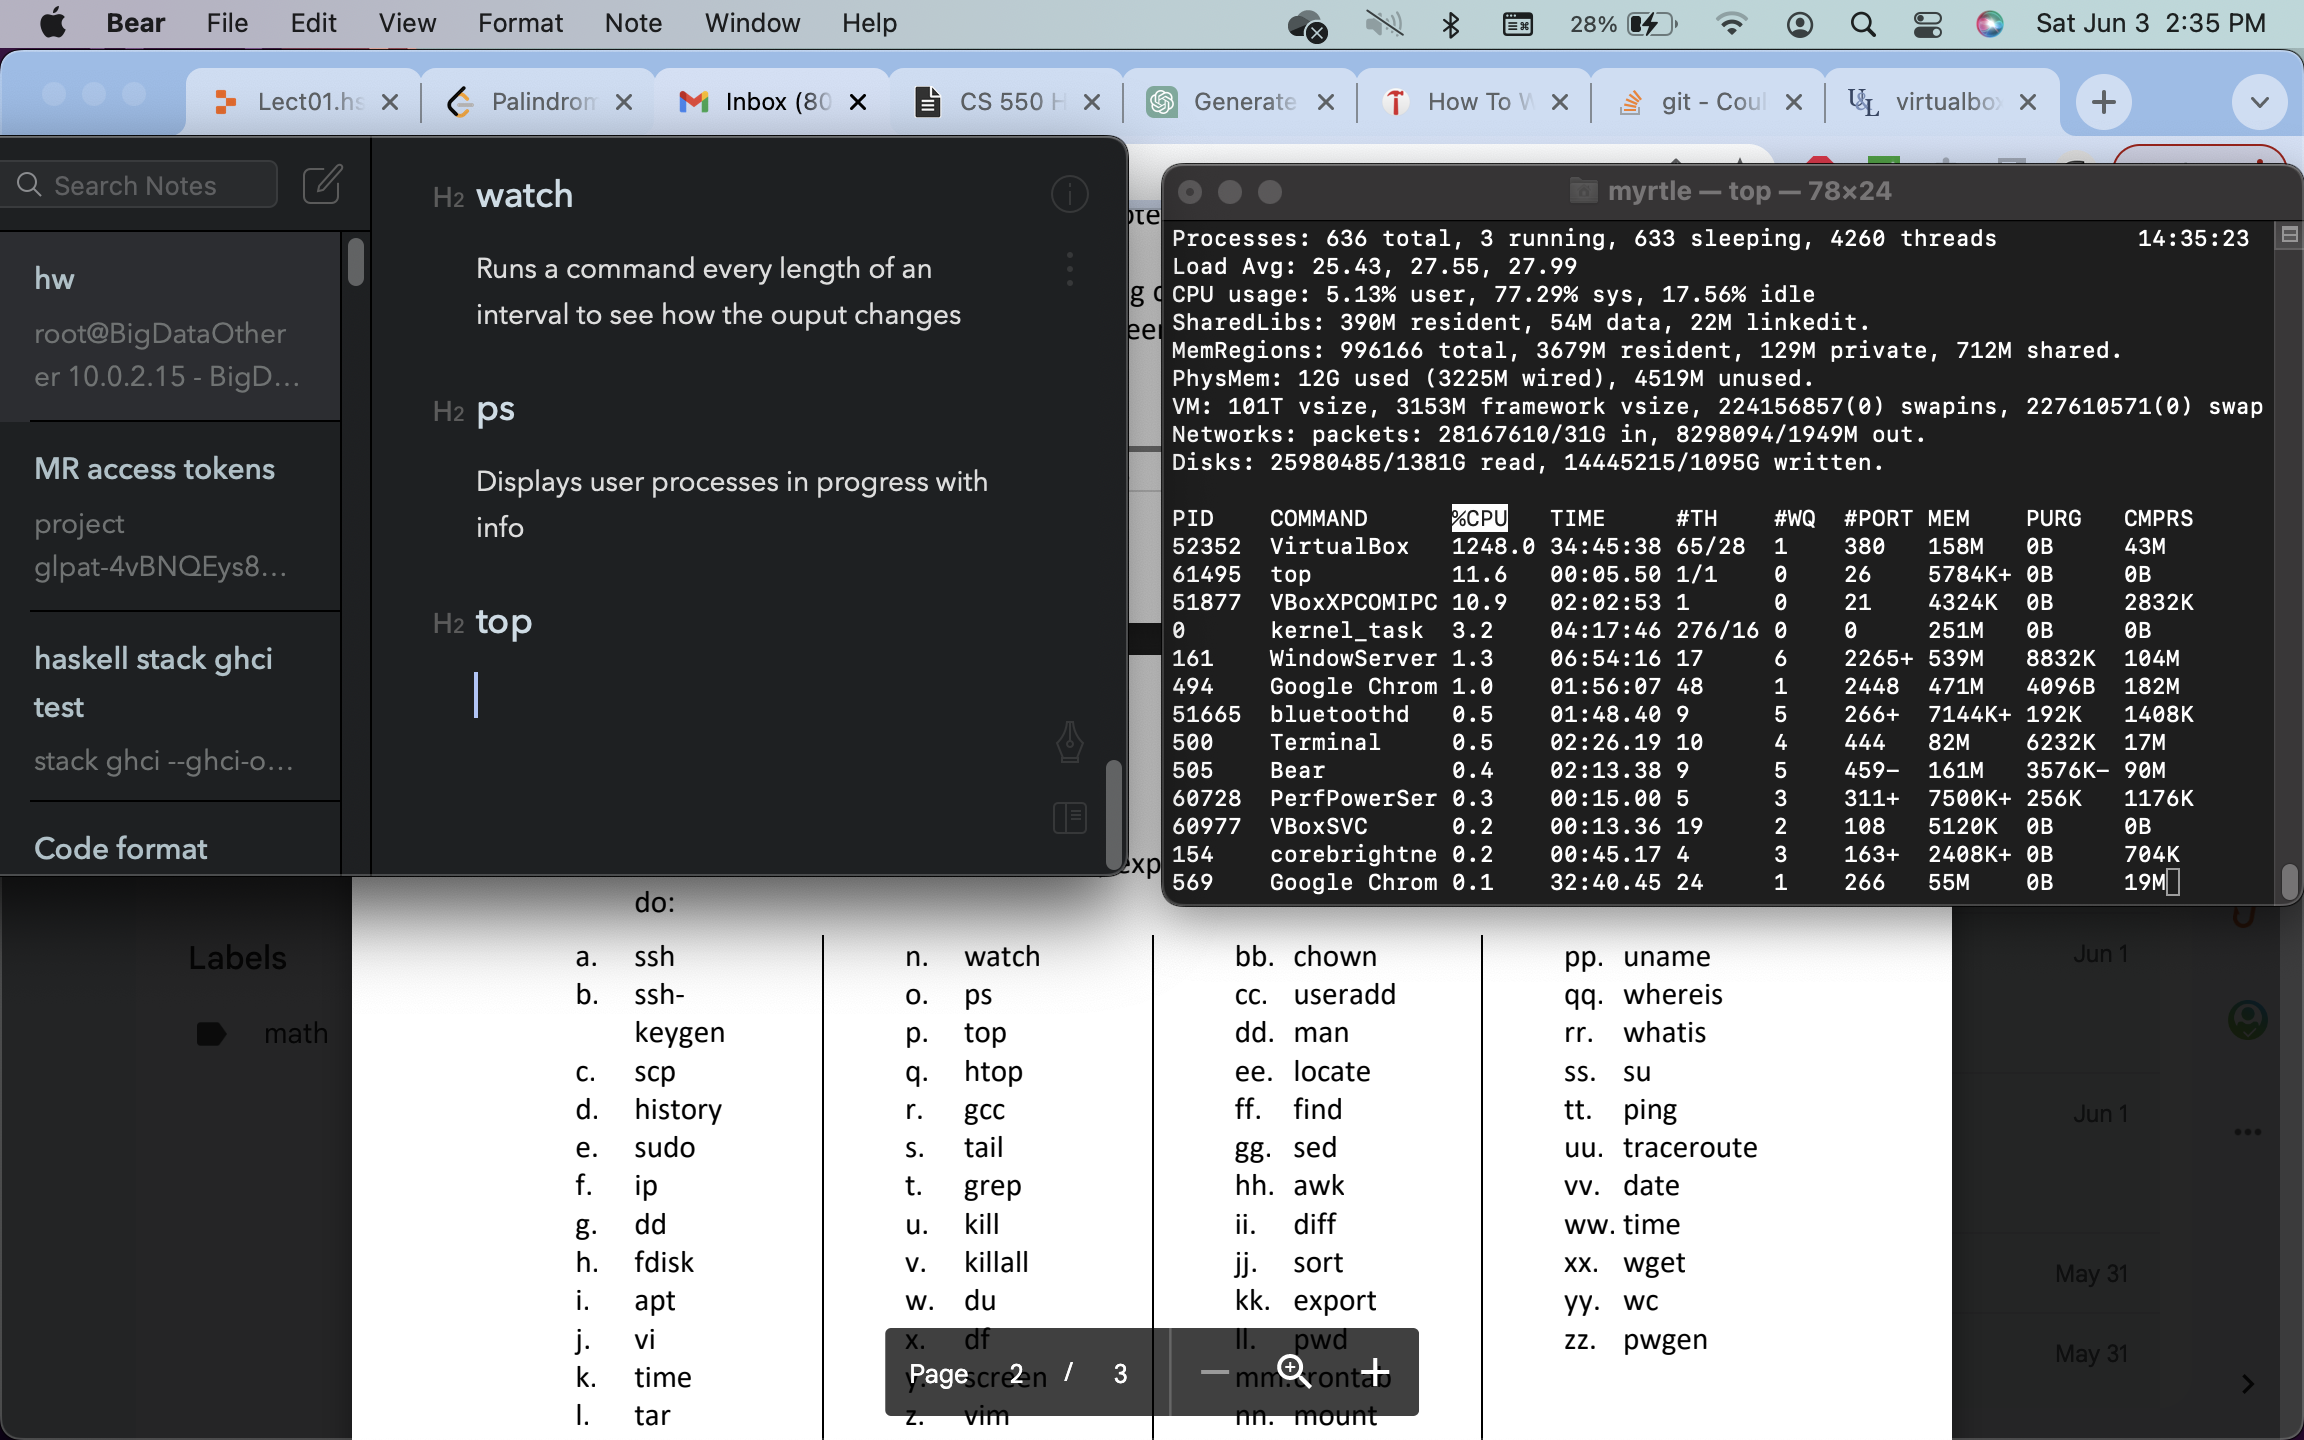 Bear File Edit View Format Note Window Help 28% Sat Jun 3 2:35 PM
Lect01.hs Palindrom Inbox (80 CS 550 H Generate How To W git - Coul virtualbox
Search Notes
hw
root@BigDataOther
er 10.0.2.15 - BigD...
MR access tokens
project
glpat-4vBNQEys8...
haskell stack ghci
test
stack ghci --ghci-o...
Code format
H2 watch
Runs a command every length of an
interval to see how the ouput changes
H2 ps
Displays user processes in progress with
info
H2 top
myrtle — top — 78×24
Processes: 636 total, 3 running, 633 sleeping, 4260 threads 14:35:23
Load Avg: 25.43, 27.55, 27.99
CPU usage: 5.13% user, 77.29% sys, 17.56% idle
SharedLibs: 390M resident, 54M data, 22M linkedit.
MemRegions: 996166 total, 3679M resident, 129M private, 712M shared.
PhysMem: 12G used (3225M wired), 4519M unused.
VM: 101T vsize, 3153M framework vsize, 224156857(0) swapins, 227610571(0) swap
Networks: packets: 28167610/31G in, 8298094/1949M out.
Disks: 25980485/1381G read, 14445215/1095G written.
PID COMMAND %CPU TIME #TH #WQ #PORT MEM PURG CMPRS
52352 VirtualBox 1248.0 34:45:38 65/28 1 380 158M 0B 43M
61495 top 11.6 00:05.50 1/1 0 26 5784K+ 0B 0B
51877 VBoxXPCOMIPC 10.9 02:02:53 1 0 21 4324K 0B 2832K
0 kernel_task 3.2 04:17:46 276/16 0 0 251M 0B 0B
161 WindowServer 1.3 06:54:16 17 6 2265+ 539M 8832K 104M
494 Google Chrom 1.0 01:56:07 48 1 2448 471M 4096B 182M
51665 bluetoothd 0.5 01:48.40 9 5 266+ 7144K+ 192K 1408K
500 Terminal 0.5 02:26.19 10 4 444 82M 6232K 17M
505 Bear 0.4 02:13.38 9 5 459- 161M 3576K- 90M
60728 PerfPowerSer 0.3 00:15.00 5 3 311+ 7500K+ 256K 1176K
60977 VBoxSVC 0.2 00:13.36 19 2 108 5120K 0B 0B
154 corebrightne 0.2 00:45.17 4 3 163+ 2408K+ 0B 704K
569 Google Chrom 0.1 32:40.45 24 1 266 55M 0B 19M
do:
a. ssh
b. ssh-
keygen
c. scp
d. history
e. sudo
f. ip
g. dd
h. fdisk
i. apt
j. vi
k. time
l. tar
n. watch
o. ps
p. top
q. htop
r. gcc
s. tail
t. grep
u. kill
v. killall
w. du
x. df
y. screen
z. vim
bb. chown
cc. useradd
dd. man
ee. locate
ff. find
gg. sed
hh. awk
ii. diff
jj. sort
kk. export
ll. pwd
mm. crontab
nn. mount
pp. uname
qq. whereis
rr. whatis
ss. su
tt. ping
uu. traceroute
vv. date
ww. time
xx. wget
yy. wc
zz. pwgen
Page 2 / 3
Labels
math
Jun 1
Jun 1
May 31
May 31